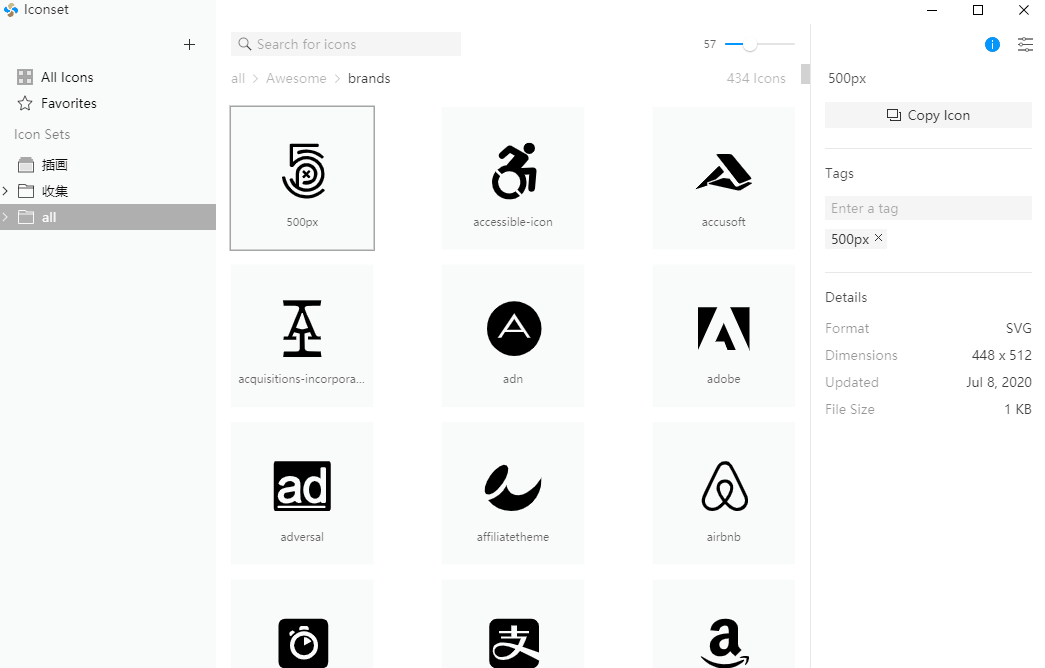 Iconset
All Icons
Favorites
Icon Sets
插画
收集
all
Search for icons
57
all > Awesome > brands
434 Icons
500px
accessible-icon
accusoft
acquisitions-incorpora...
adn
adobe
ad
adversal
affiliatetheme
airbnb
支
a
500px
Copy Icon
Tags
Enter a tag
500px
Details
Format SVG
Dimensions 448 x 512
Updated Jul 8, 2020
File Size 1 KB